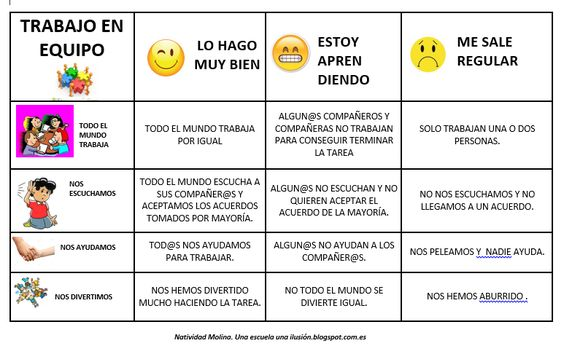 TRABAJO EN
EQUIPO
LO HAGO
MUY BIEN
ESTOY
APREN
DIENDO
ME SALE
REGULAR
TODO EL
MUNDO
TRABAJA
TODO EL MUNDO TRABAJA
POR IGUAL
ALGUN@S COMPAÑEROS Y
COMPAÑERAS NO TRABAJAN
PARA CONSEGUIR TERMINAR
LA TAREA
SOLO TRABAJAN UNA O DOS
PERSONAS.
NOS
ESCUCHAMOS
TODO EL MUNDO ESCUCHA A
SUS COMPAÑER@S Y
ACEPTAMOS LOS ACUERDOS
TOMADOS POR MAYORÍA.
ALGUN@S NO ESCUCHAN Y NO
QUIEREN ACEPTAR EL
ACUERDO DE LA MAYORÍA.
NO NOS ESCUCHAMOS Y NO
LLEGAMOS A UN ACUERDO.
NOS AYUDAMOS
TOD@S NOS AYUDAMOS
PARA TRABAJAR.
ALGUN@S NO AYUDAN A LOS
COMPAÑER@S.
NOS PELEAMOS Y NADIE AYUDA.
NOS DIVERTIMOS
NOS HEMOS DIVERTIDO
MUCHO HACIENDO LA TAREA.
NO TODO EL MUNDO SE
DIVIERTE IGUAL.
NOS HEMOS ABURRIDO .
Natividad Molina. Una escuela una ilusión.blogspot.com.es